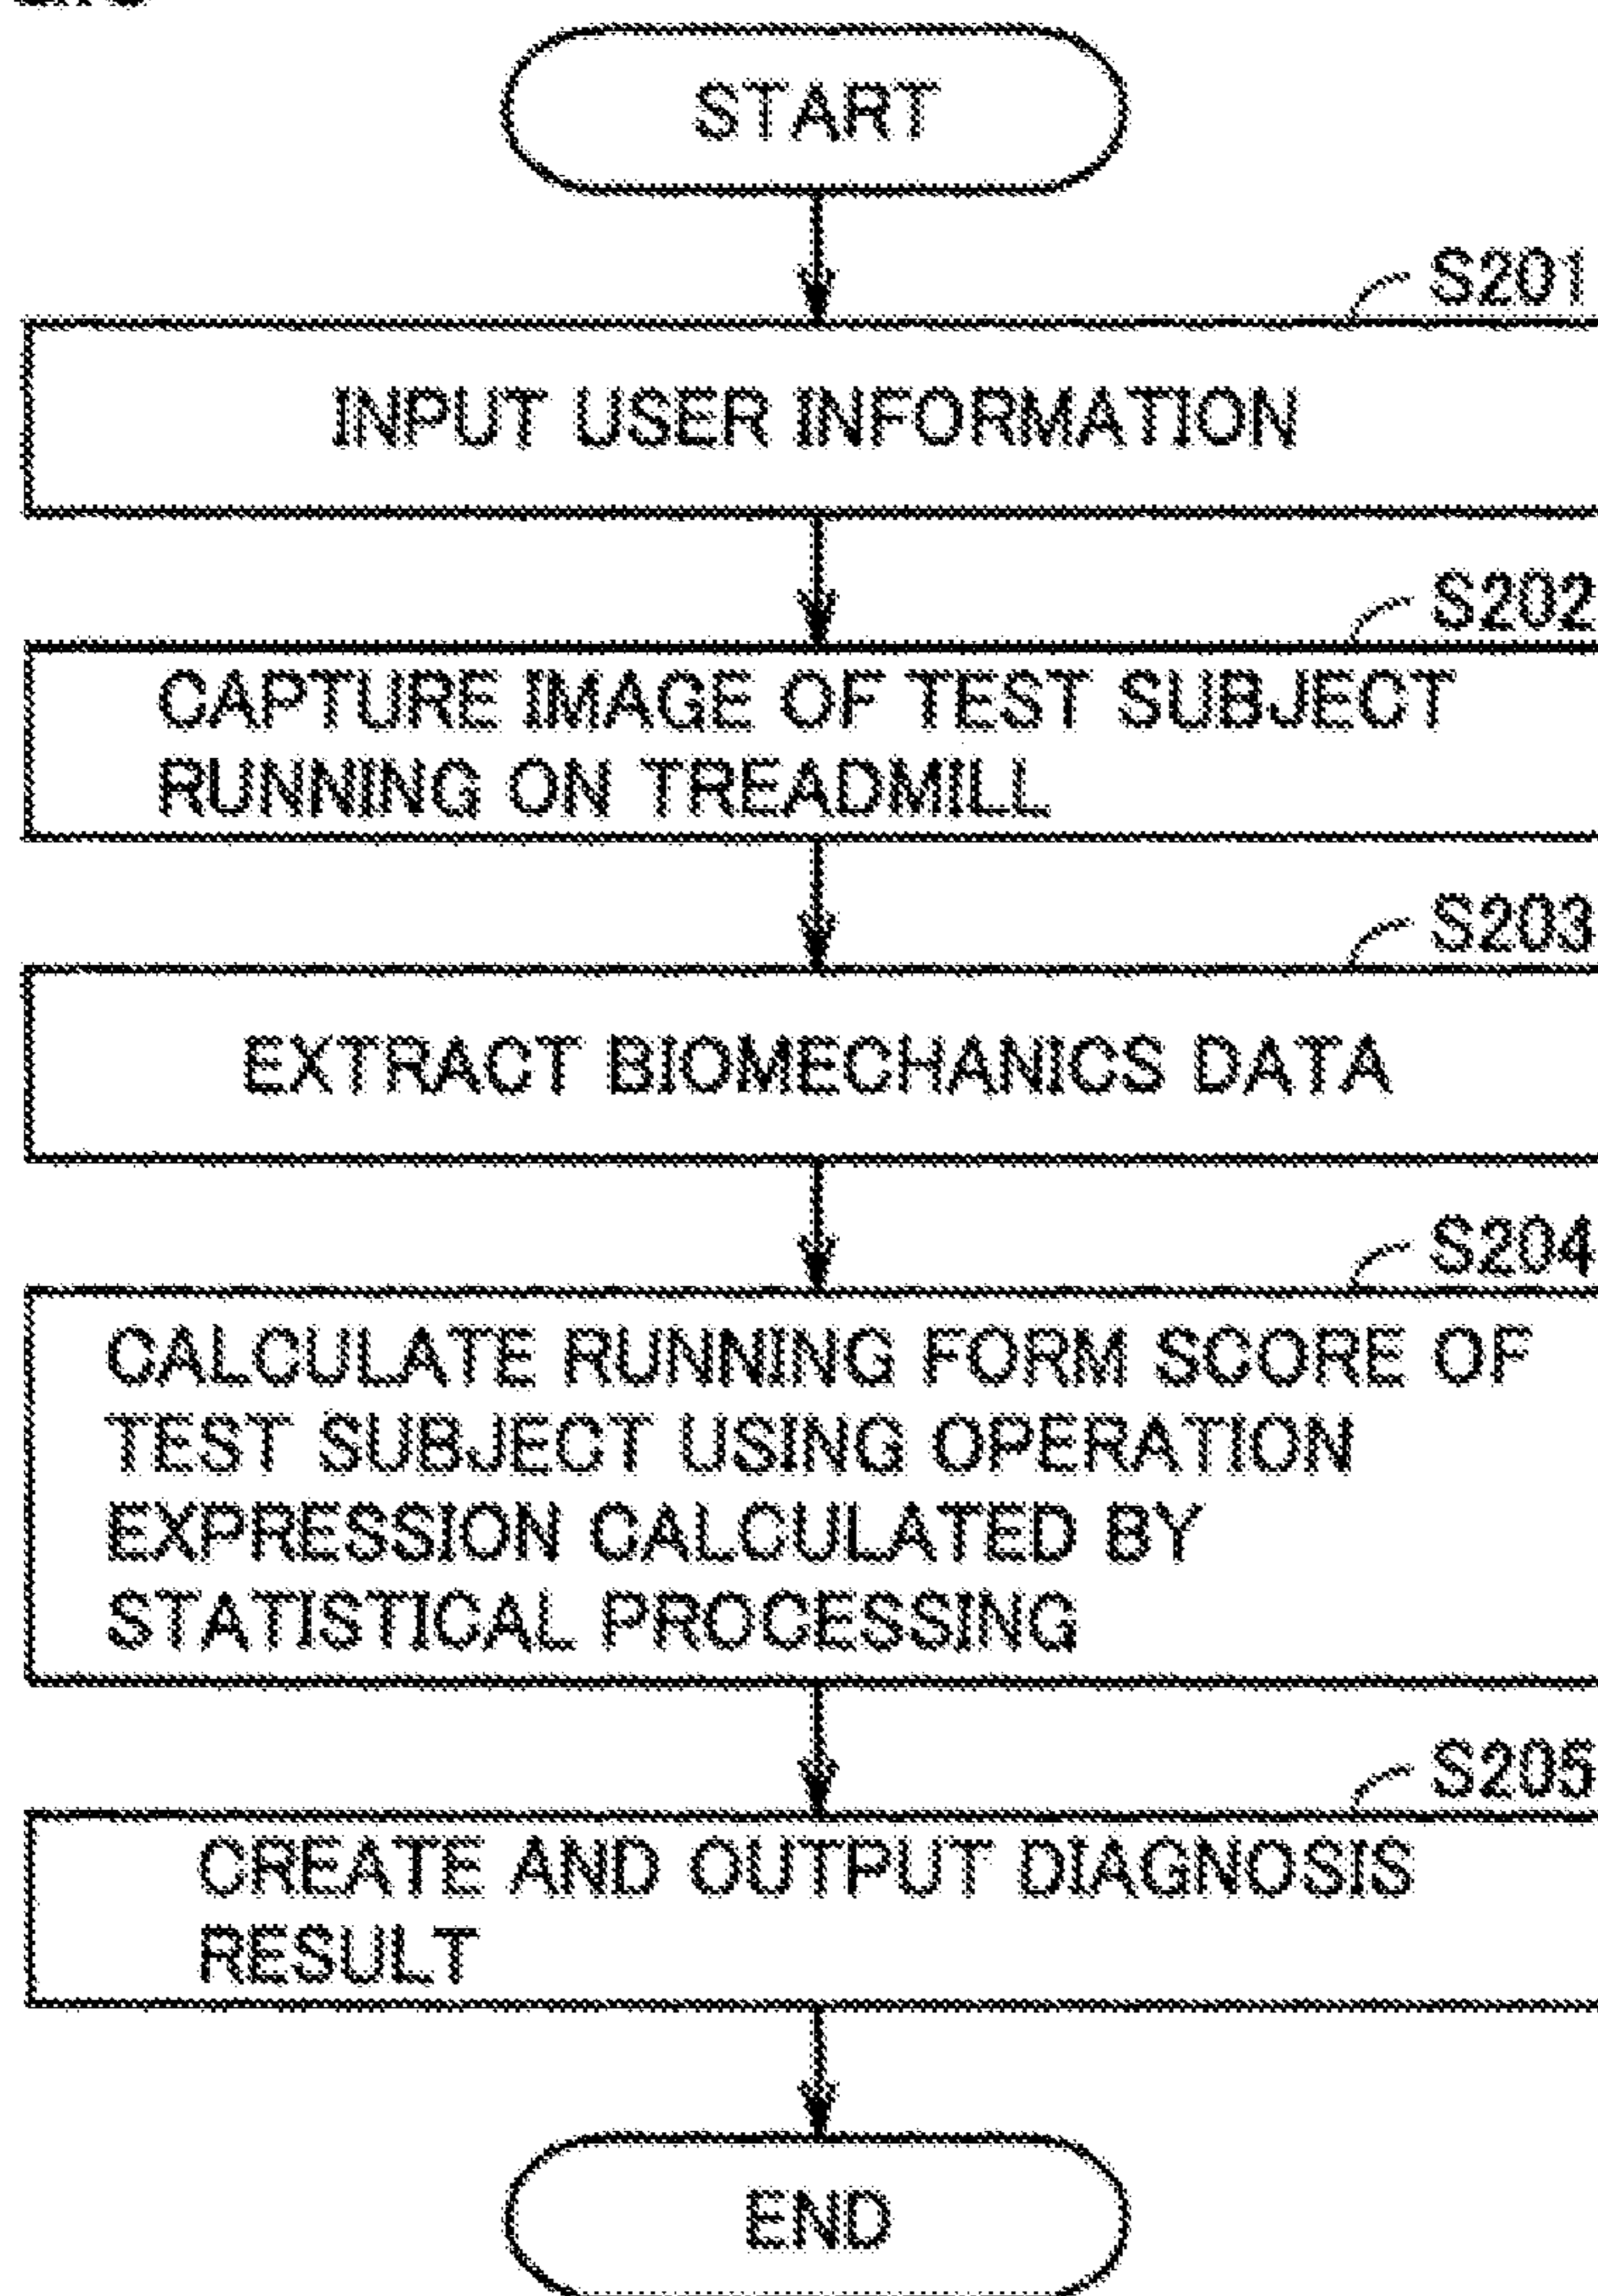 START
S201
INPUT USER INFORMATION
S202
CAPTURE IMAGE OF TEST SUBJECT
RUNNING ON TREADMILL
S203
EXTRACT BIOMECHANICS DATA
S204
CALCULATE RUNNING FORM SCORE OF
TEST SUBJECT USING OPERATION
EXPRESSION CALCULATED BY
STATISTICAL PROCESSING
S205
CREATE AND OUTPUT DIAGNOSIS
RESULT
END